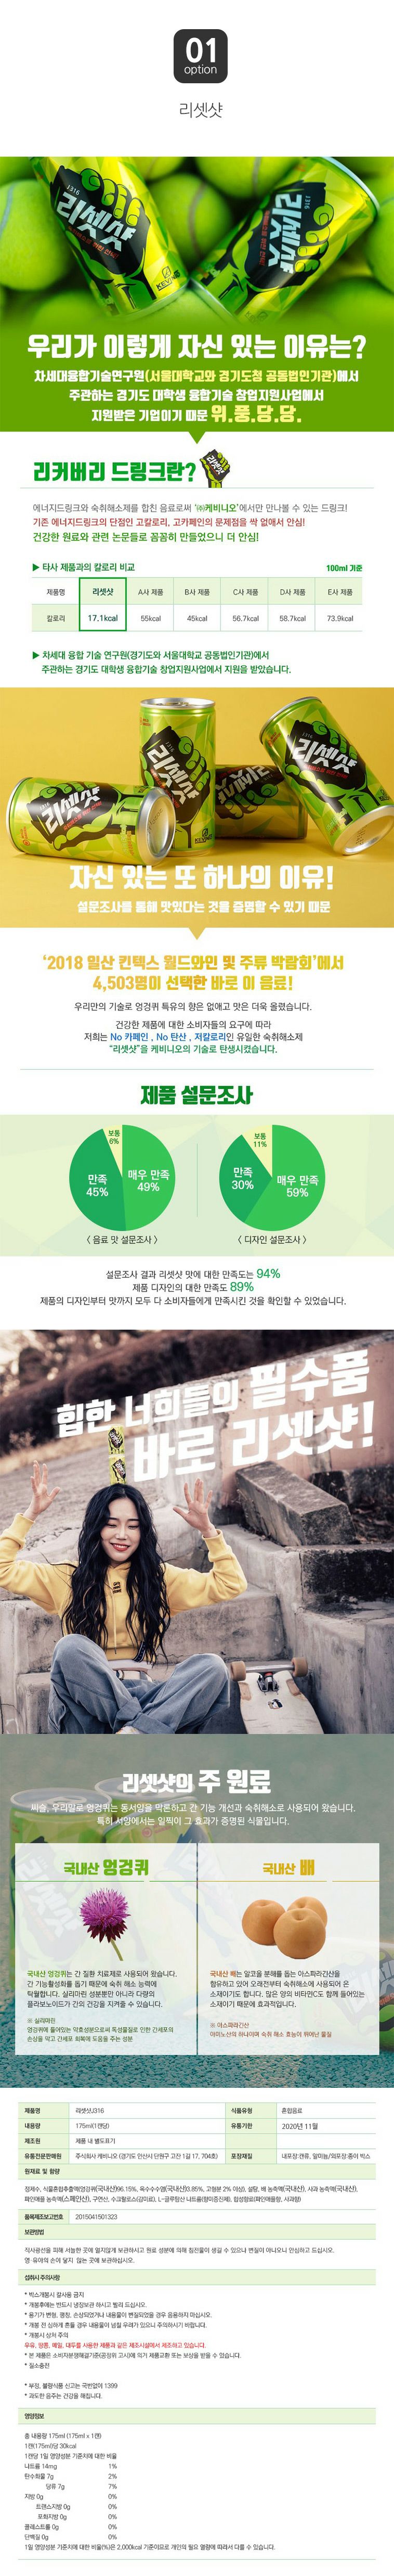 01
option
리셋샷
J316
리셋샷
KEVINO
J316
리셋샷
우리가 이렇게 자신 있는 이유는?
차세대융합기술연구원(서울대학교와 경기도청 공동법인기관)에서
주관하는 경기도 대학생 융합기술 창업지원사업에서
지원받은 기업이기 때문 위.풍.당.당.
리커버리 드링크란?
에너지드링크와 숙취해소제를 합친 음료로써 '㈜케비니오'에서만 만나볼 수 있는 드링크!
기존 에너지드링크의 단점인 고칼로리, 고카페인의 문제점을 싹 없애서 안심!
건강한 원료와 관련 논문들로 꼼꼼히 만들었으니 더 안심!
▶ 타사 제품과의 칼로리 비교
100ml 기준
제품명 리셋샷 A사 제품 B사 제품 C사 제품 D사 제품 E사 제품
칼로리 17.1kcal 55kcal 45kcal 56.7kcal 58.7kcal 73.9kcal
▶ 차세대 융합 기술 연구원(경기도와 서울대학교 공동법인기관)에서
주관하는 경기도 대학생 융합기술 창업지원사업에서 지원을 받았습니다.
리셋샷
리셋샷
리셋샷
자신 있는 또 하나의 이유!
설문조사를 통해 맛있다는 것을 증명할 수 있기 때문
‘2018 일산 킨텍스 월드와인 및 주류 박람회’에서
4,503명이 선택한 바로 이 음료!
우리만의 기술로 엉겅퀴 특유의 향은 없애고 맛은 더욱 올렸습니다.
건강한 제품에 대한 소비자들의 요구에 따라
저희는 No 카페인 , No 탄산 , 저칼로리인 유일한 숙취해소제
“리셋샷”을 케비니오의 기술로 탄생시켰습니다.
제품 설문조사
보통
6%
만족
45%
매우 만족
49%
보통
11%
만족
30%
매우 만족
59%
〈 음료 맛 설문조사 〉
〈 디자인 설문조사 〉
설문조사 결과 리셋샷 맛에 대한 만족도는 94%
제품 디자인의 대한 만족도 89%
제품의 디자인부터 맛까지 모두 다 소비자들에게 만족시킨 것을 확인할 수 있었습니다.
힙한 너희들의 필수품
바로 리셋샷!
리셋샷의 주 원료
씨슬, 우리말로 엉겅퀴는 동서양을 막론하고 간 기능 개선과 숙취해소로 사용되어 왔습니다.
특히 서양에서는 일찍이 그 효과가 증명된 식물입니다.
국내산 엉겅퀴
국내산 엉겅퀴는 간 질환 치료제로 사용되어 왔습니다.
간 기능활성화를 돕기 때문에 숙취 해소 능력에
탁월합니다. 실리마린 성분뿐만 아니라 다량의
플라보노이드가 간의 건강을 지켜줄 수 있습니다.
※ 실리마린
엉겅퀴에 들어있는 약효성분으로써 독성물질로 인한 간세포의
손상을 막고 간세포 회복에 도움을 주는 성분
국내산 배
국내산 배는 알코올 분해를 돕는 아스파라긴산을
함유하고 있어 오래전부터 숙취해소에 사용되어 온
소재이기도 합니다. 많은 양의 비타민C도 함께 들어있는
소재이기 때문에 효과적입니다.
※ 아스파라긴산
아미노산의 하나이며 숙취 해소 효능이 뛰어난 물질
제품명 리셋샷J316 식품유형 혼합음료
내용량 175ml(1캔당) 유통기한 2020년 11월
제조원 제품 내 별도표기
유통전문판매원 주식회사 케비니오 (경기도 안산시 단원구 고잔 1길 17, 704호) 포장재질 내포장:캔류, 알미늄/외포장:종이 박스
원재료 및 함량
정제수, 식물혼합추출액[엉겅퀴(국내산)96.15%, 옥수수수염(국내산)3.85%, 고형분 2% 이상], 설탕, 배 농축액(국내산), 사과 농축액(국내산),
파인애플 농축액(스페인산), 구연산, 수크랄로스(감미료), L-글루탐산 나트륨(향미증진제), 합성향료(파인애플향, 사과향)
품목제조보고번호 2015041501323
보관방법
직사광선을 피해 서늘한 곳에 얼지않게 보관하시고 원료 성분에 의해 침전물이 생길 수 있으나 변질이 아니오니 안심하고 드십시오.
영·유아의 손이 닿지 않는 곳에 보관하십시오.
섭취시 주의사항
* 박스개봉시 칼사용 금지
* 개봉후에는 반드시 냉장보관 하시고 빨리 드십시오.
* 용기가 변형, 팽창, 손상되었거나 내용물이 변질되었을 경우 음용하지 마십시오.
* 개봉 전 심하게 흔들 경우 내용물이 넘칠 우려가 있으니 주의하시기 바랍니다.
* 개봉시 상처 주의
우유, 땅콩, 메밀, 대두를 사용한 제품과 같은 제조시설에서 제조하고 있습니다.
* 본 제품은 소비자분쟁해결기준(공정위 고시)에 의거 제품교환 또는 보상을 받을 수 있습니다.
* 질소충전
* 부정, 불량식품 신고는 국번없이 1399
* 과도한 음주는 건강을 해칩니다.
영양정보
총 내용량 175ml (175ml x 1캔)
1캔(175ml)당 30kcal
1캔당 1일 영양성분 기준치에 대한 비율
나트륨 14mg 1%
탄수화물 7g 2%
당류 7g 7%
지방 0g 0%
트랜스지방 0g 0%
포화지방 0g 0%
콜레스트롤 0g 0%
단백질 0g 0%
1일 영양성분 기준치에 대한 비율(%)은 2,000kcal 기준이므로 개인의 필요 열량에 따라서 다를 수 있습니다.